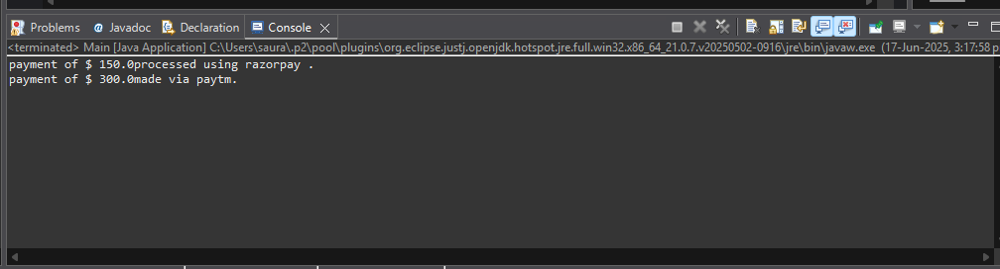 Problems Javadoc Declaration Console
<terminated> Main [Java Application] C:\Users\saura\.p2\pool\plugins\org.eclipse.justj.openjdk.hotspot.jre.full.win32.x86_64_21.0.7.v20250502-0916\jre\bin\javaw.exe (17-Jun-2025, 3:17:58 p
payment of $ 150.0processed using razorpay .
payment of $ 300.0made via paytm.